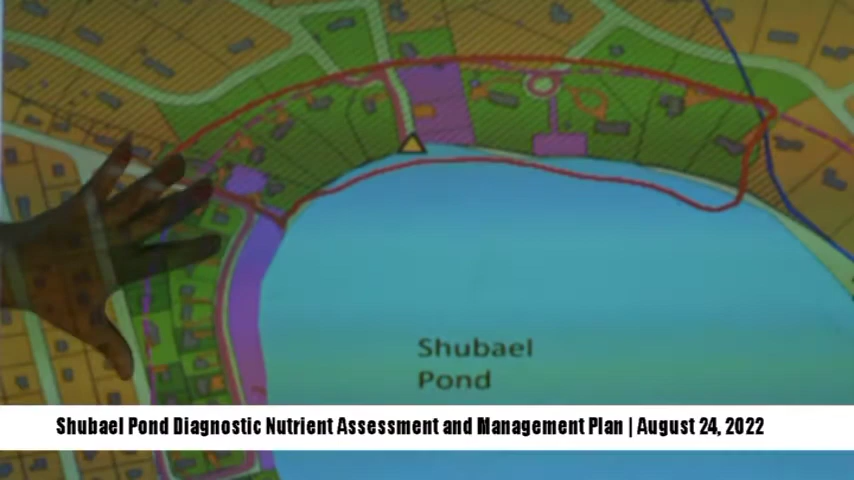 Shubael
Pond
Shubael Pond Diagnostic Nutrient Assessment and Management Plan | August 24, 2022